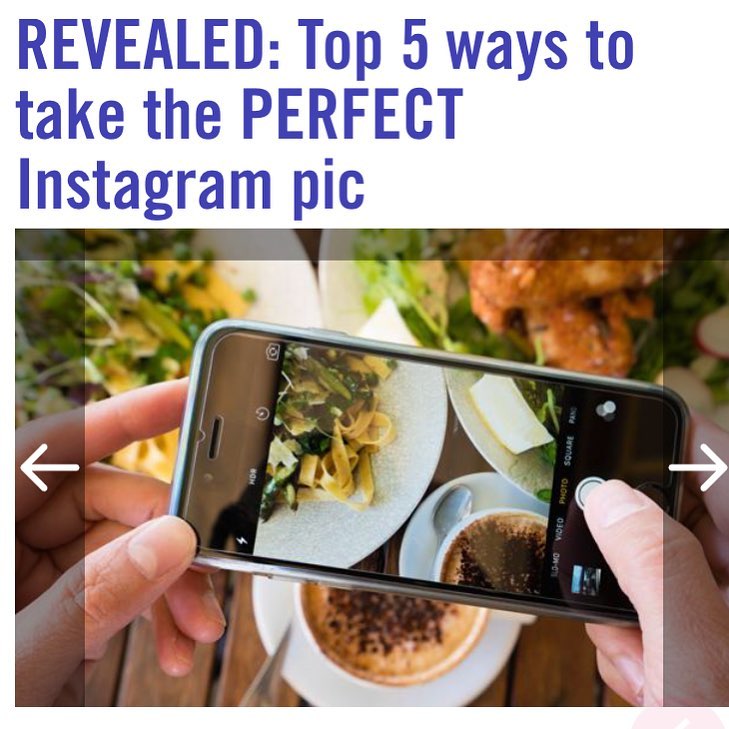 REVEALED: Top 5 ways to
take the PERFECT
Instagram pic
HDR
PANO
SQUARE
PHOTO
VIDEO
SLO-MO